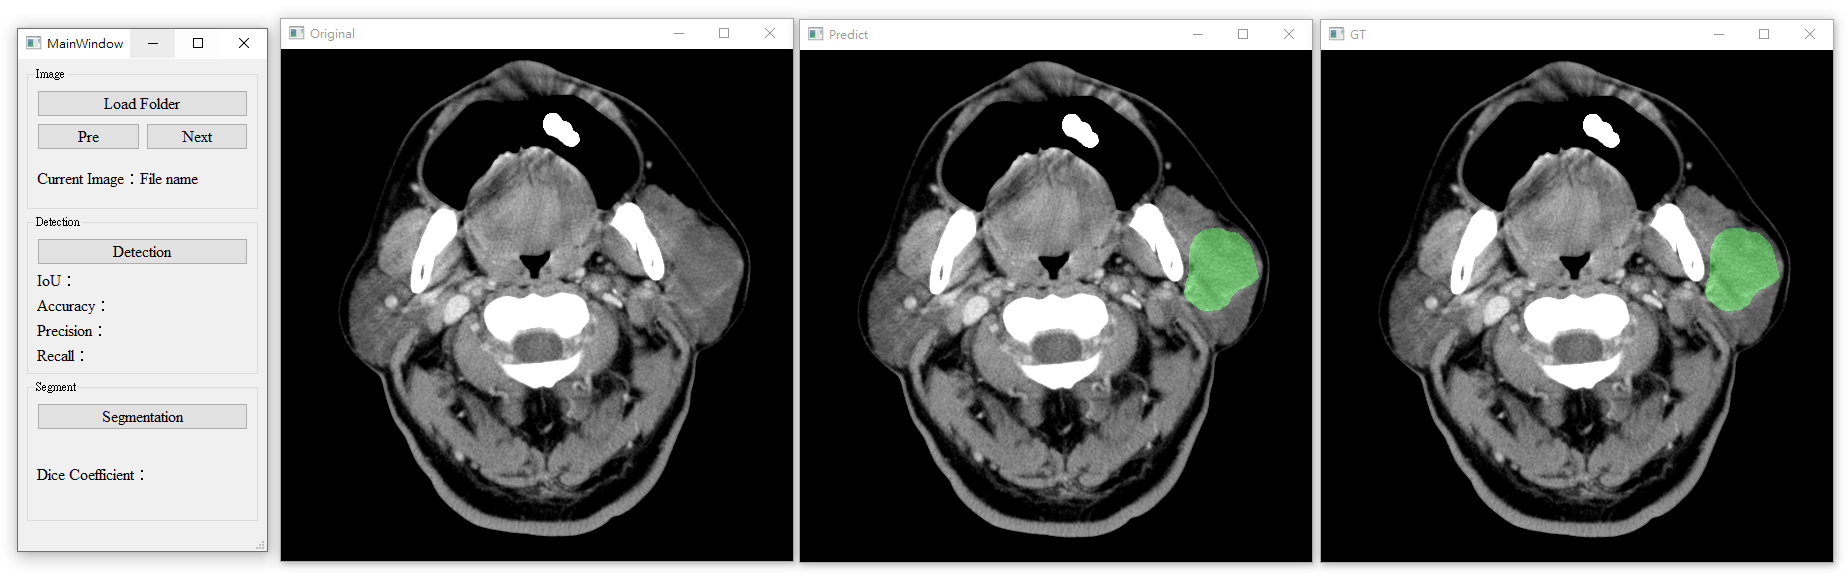 MainWindow
Image
Load Folder
Pre
Next
Current Image：File name
Detection
Detection
IoU：
Accuracy：
Precision：
Recall：
Segment
Segmentation
Dice Coefficient：
Original
Predict
GT